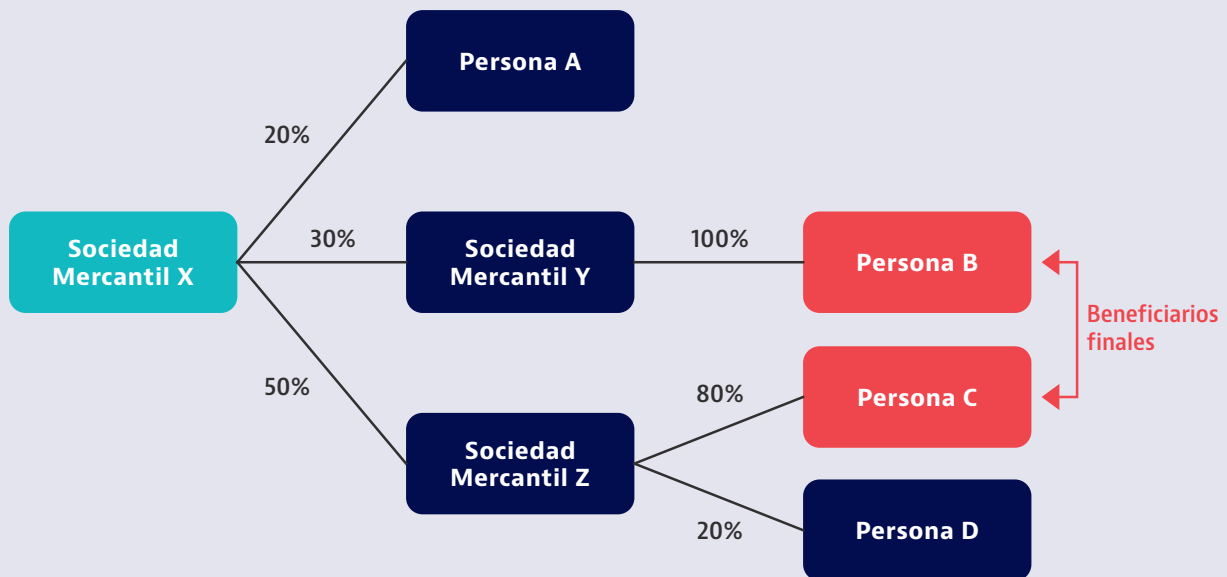 Persona A
20%
Sociedad
Mercantil X
30%
Sociedad
Mercantil Y
100%
Persona B
Beneficiarios
finales
50%
Sociedad
Mercantil Z
80%
Persona C
20%
Persona D